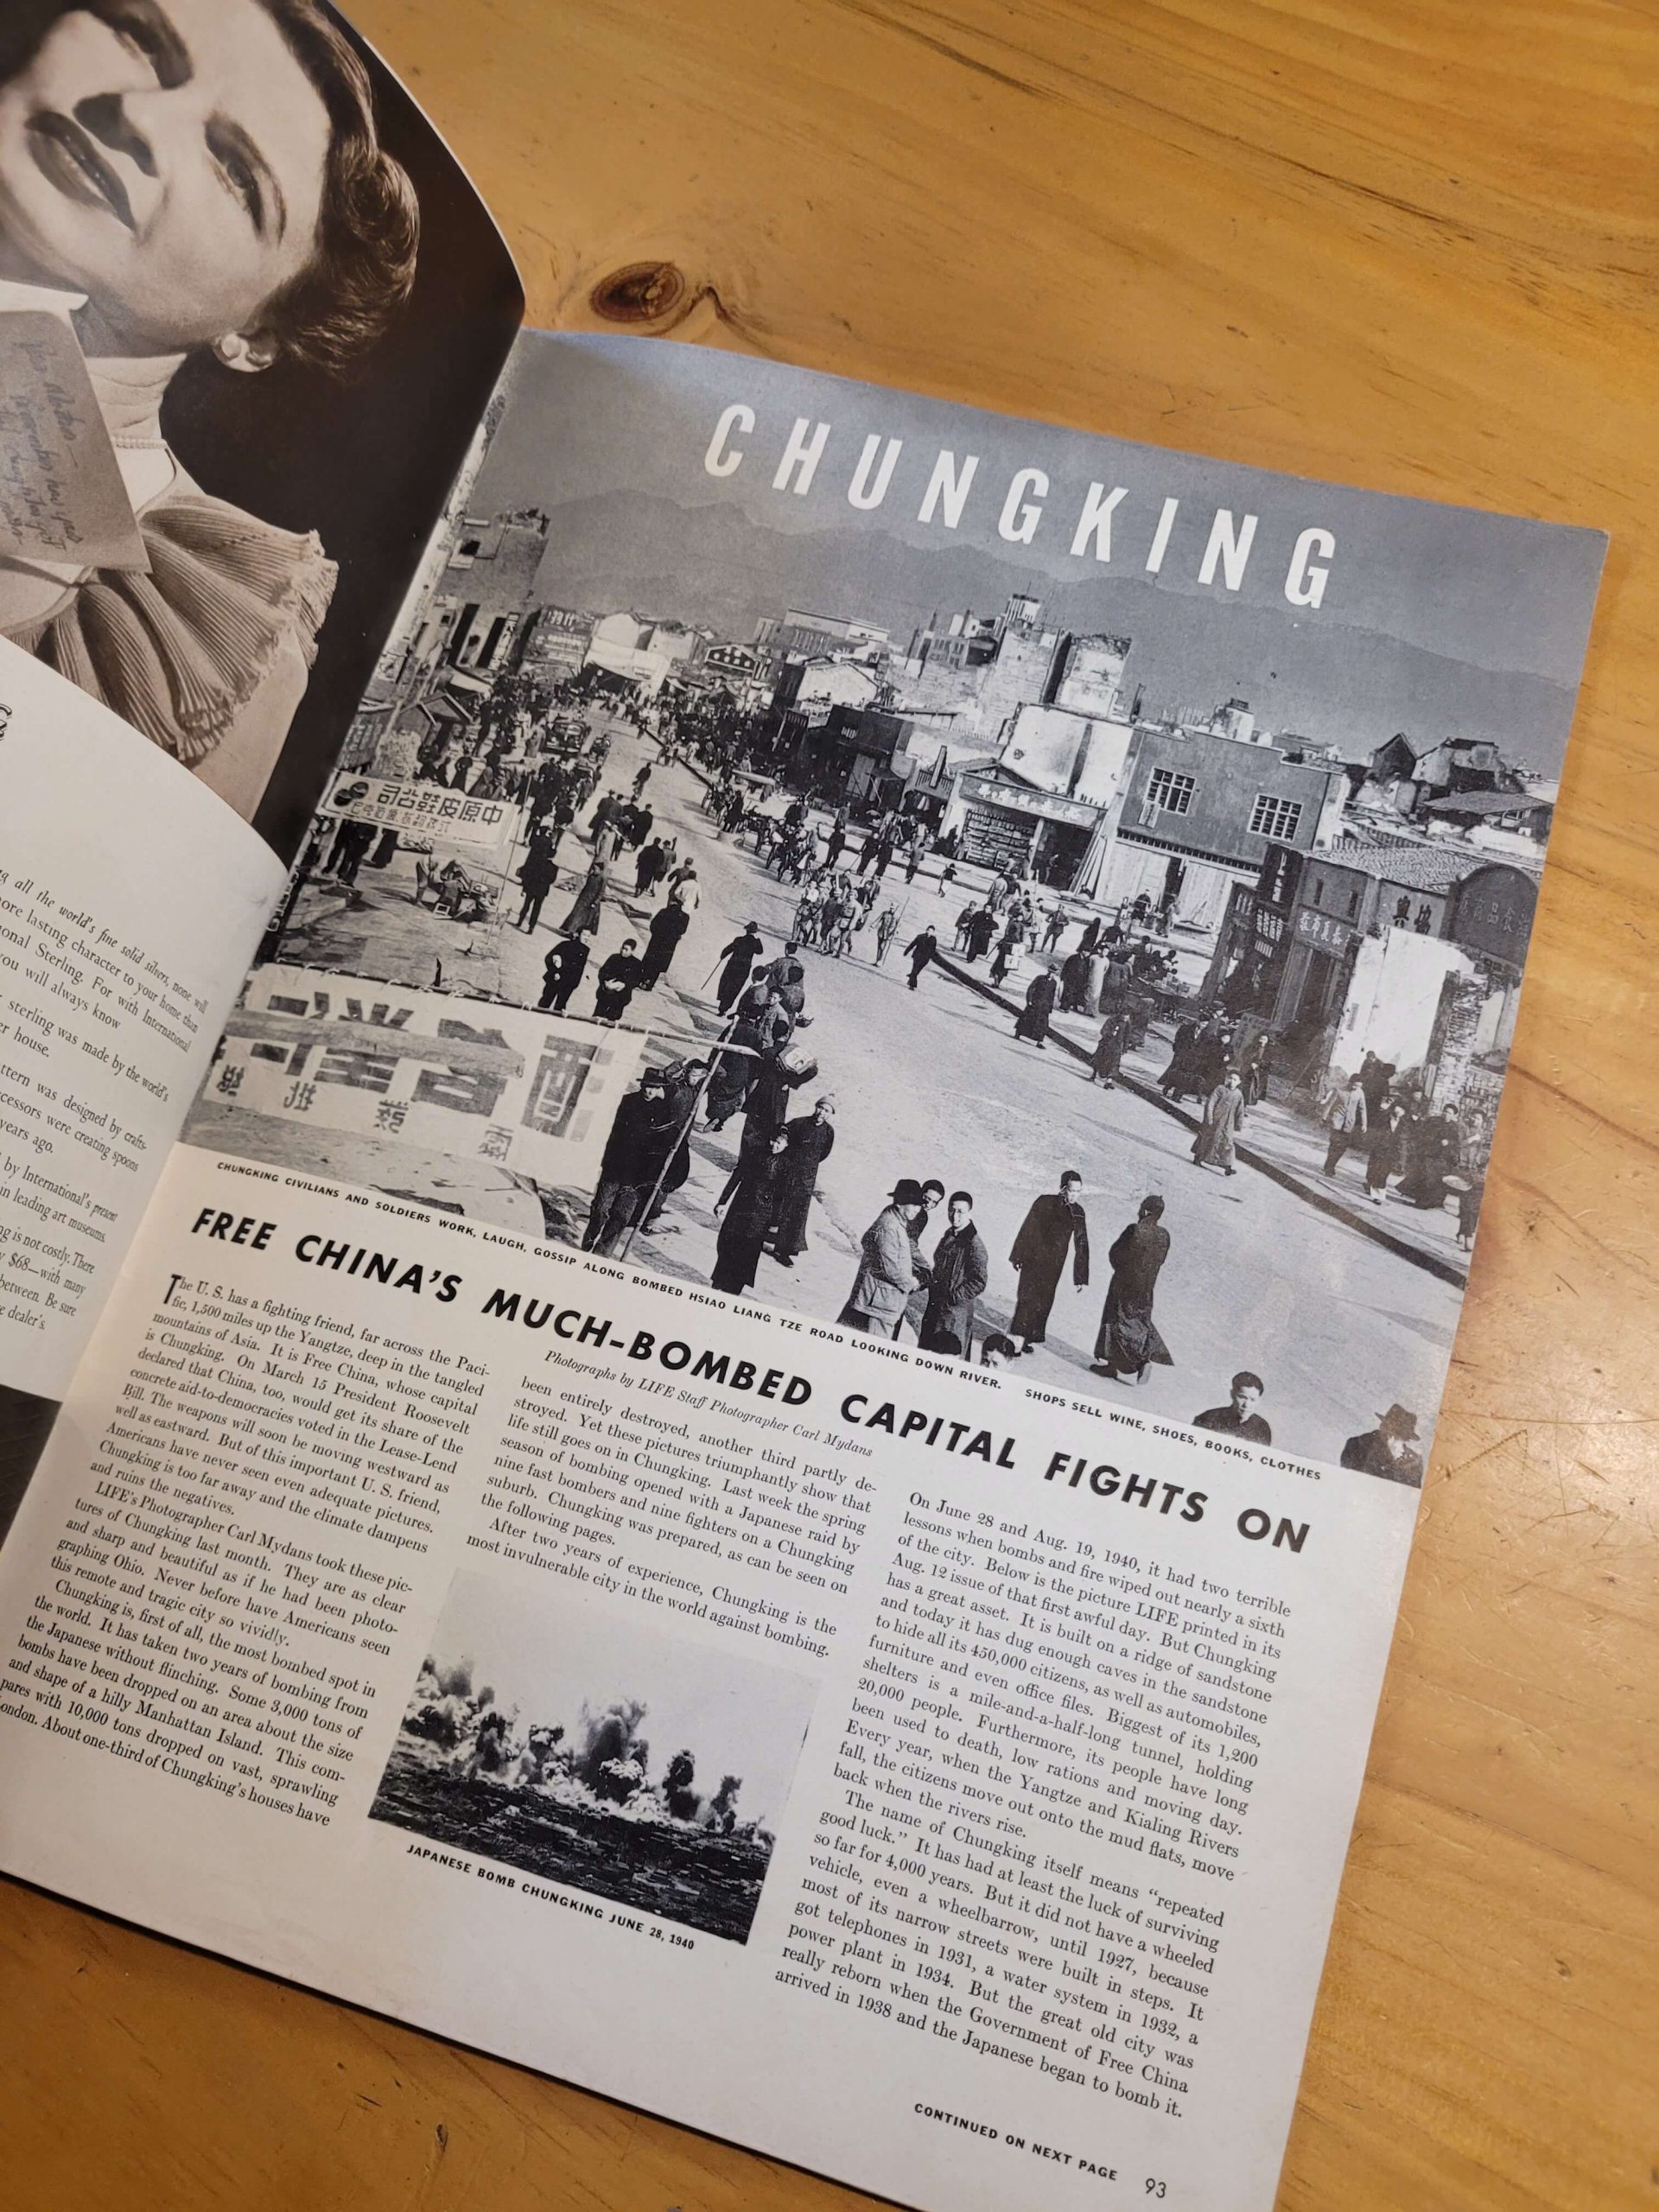 g all the world's fine solid silvers, none will
ore lasting character to your home than
onal Sterling. For with International
ou will always know
sterling was made by the world's
er house.
ttern was designed by crafts-
ccessors were creating spoons
years ago.
by International's present
in leading art museums.
ng is not costly. There
$68—with many
between. Be sure
e dealer's.
CHUNGKING
中原皮鞋公司
CHUNGKING CIVILIANS AND SOLDIERS WORK, LAUGH, GOSSIP ALONG BOMBED HSIAO LIANG TZE ROAD LOOKING DOWN RIVER. SHOPS SELL WINE, SHOES, BOOKS, CLOTHES
FREE CHINA'S MUCH-BOMBED CAPITAL FIGHTS ON
Photographs by LIFE Staff Photographer Carl Mydans
The U. S. has a fighting friend, far across the Paci-
fic, 1,500 miles up the Yangtze, deep in the tangled
mountains of Asia. It is Free China, whose capital
is Chungking. On March 15 President Roosevelt
declared that China, too, would get its share of the
concrete aid-to-democracies voted in the Lease-Lend
Bill. The weapons will soon be moving westward as
well as eastward. But of this important U. S. friend,
Americans have never seen even adequate pictures.
Chungking is too far away and the climate dampens
and ruins the negatives.
LIFE's Photographer Carl Mydans took these pic-
tures of Chungking last month. They are as clear
and sharp and beautiful as if he had been photo-
graphing Ohio. Never before have Americans seen
this remote and tragic city so vividly.
Chungking is, first of all, the most bombed spot in
the world. It has taken two years of bombing from
the Japanese without flinching. Some 3,000 tons of
bombs have been dropped on an area about the size
and shape of a hilly Manhattan Island. This com-
pares with 10,000 tons dropped on vast, sprawling
London. About one-third of Chungking's houses have
been entirely destroyed, another third partly de-
stroyed. Yet these pictures triumphantly show that
life still goes on in Chungking. Last week the spring
season of bombing opened with a Japanese raid by
nine fast bombers and nine fighters on a Chungking
suburb. Chungking was prepared, as can be seen on
the following pages.
After two years of experience, Chungking is the
most invulnerable city in the world against bombing.
JAPANESE BOMB CHUNGKING JUNE 28, 1940
On June 28 and Aug. 19, 1940, it had two terrible
lessons when bombs and fire wiped out nearly a sixth
of the city. Below is the picture LIFE printed in its
Aug. 12 issue of that first awful day. But Chungking
has a great asset. It is built on a ridge of sandstone
and today it has dug enough caves in the sandstone
to hide all its 450,000 citizens, as well as automobiles,
furniture and even office files. Biggest of its 1,200
shelters is a mile-and-a-half-long tunnel, holding
20,000 people. Furthermore, its people have long
been used to death, low rations and moving day.
Every year, when the Yangtze and Kialing Rivers
fall, the citizens move out onto the mud flats, move
back when the rivers rise.
The name of Chungking itself means "repeated
good luck." It has had at least the luck of surviving
so far for 4,000 years. But it did not have a wheeled
vehicle, even a wheelbarrow, until 1927, because
most of its narrow streets were built in steps. It
got telephones in 1931, a water system in 1932, a
power plant in 1934. But the great old city was
really reborn when the Government of Free China
arrived in 1938 and the Japanese began to bomb it.
CONTINUED ON NEXT PAGE 93